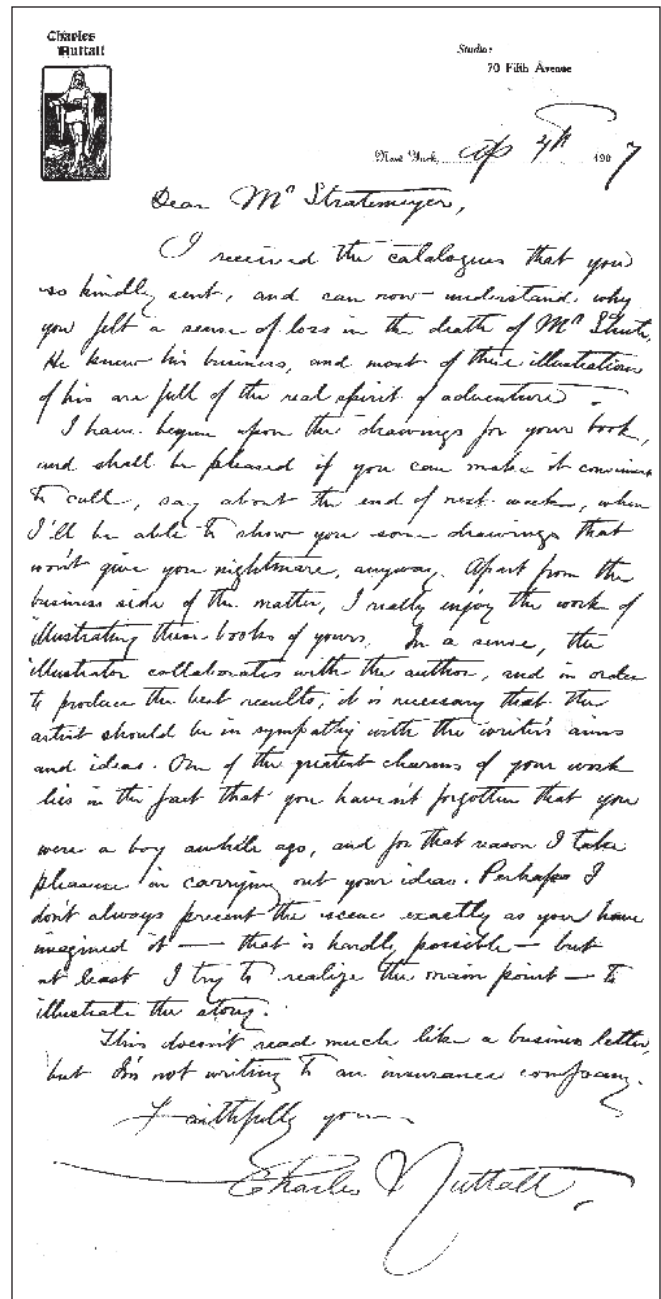 Charles
Nuttall
Studio:
70 Fifth Avenue
New York, Ap 4th 1907
Dear Mr Stratemeyer,
I received the catalogues that you
so kindly sent, and can now understand why
you felt a sense of loss in the death of Mr Shute.
He knew his business, and most of these illustrations
of his are full of the real spirit of adventure.
I have begun upon the drawings for your book,
and shall be pleased if you can make it convenient
to call, say about the end of next week, when
I'll be able to show you some drawings that
won't give you nightmare, anyway. Apart from the
business side of the matter, I really enjoy the work of
illustrating these books of yours. In a sense, the
illustrator collaborates with the author, and in order
to produce the best results, it is necessary that the
artist should be in sympathy with the writer's aims
and ideas. One of the greatest charms of your work
lies in the fact that you haven't forgotten that you
were a boy awhile ago, and for that reason I take
pleasure in carrying out your ideas. Perhaps I
don't always present the scene exactly as you have
imagined it — that is hardly possible — but
at least I try to realize the main point — to
illustrate the story.
This doesn't read much like a business letter,
but I'm not writing to an insurance company.
Faithfully yours
Charles Nuttall.